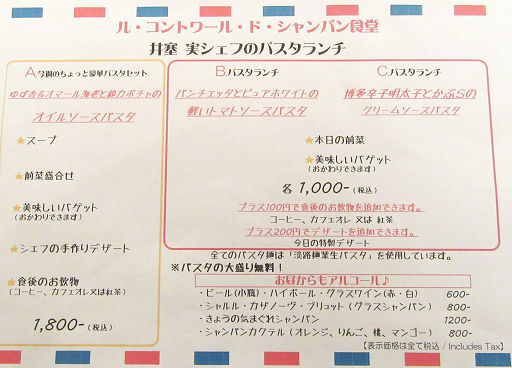 ル・コントワール・ド・シャンパン食堂
井塞 実シェフのパスタランチ
A 今週のちょっと豪華パスタセット
ゆず香るオマール海老と鈴カボチャの
オイルソースパスタ
★スープ
★前菜盛合せ
★美味しいバゲット
(おかわりできます)
★シェフの手作りデザート
★食後のお飲物
(コーヒー、カフェオレ又は紅茶)
1,800-(税込)
Bパスタランチ
パンチェッタとピュアホワイトの
軽いトマトソースパスタ
Cパスタランチ
博多辛子明太子とかぶらの
クリームソースパスタ
★本日の前菜
★美味しいバゲット
(おかわりできます)
各 1,000-(税込)
プラス100円で食後のお飲物を追加できます。
コーヒー、カフェオレ 又は 紅茶
プラス200円でデザートを追加できます。
今日の特製デザート
全てのパスタ麺は「淡路麺業生パスタ」を使用しています。
※パスタの大盛り無料!
お昼からもアルコール♪
・ビール(小瓶)・ハイボール・グラスワイン(赤・白) 600-
・シャルル・カザノーヴ・ブリュット(グラスシャンパン) 800-
・きょうの気まぐれシャンパン 1200-
・シャンパンカクテル(オレンジ、りんご、桃、マンゴー) 800-
【表示価格は全て税込 / Includes Tax】